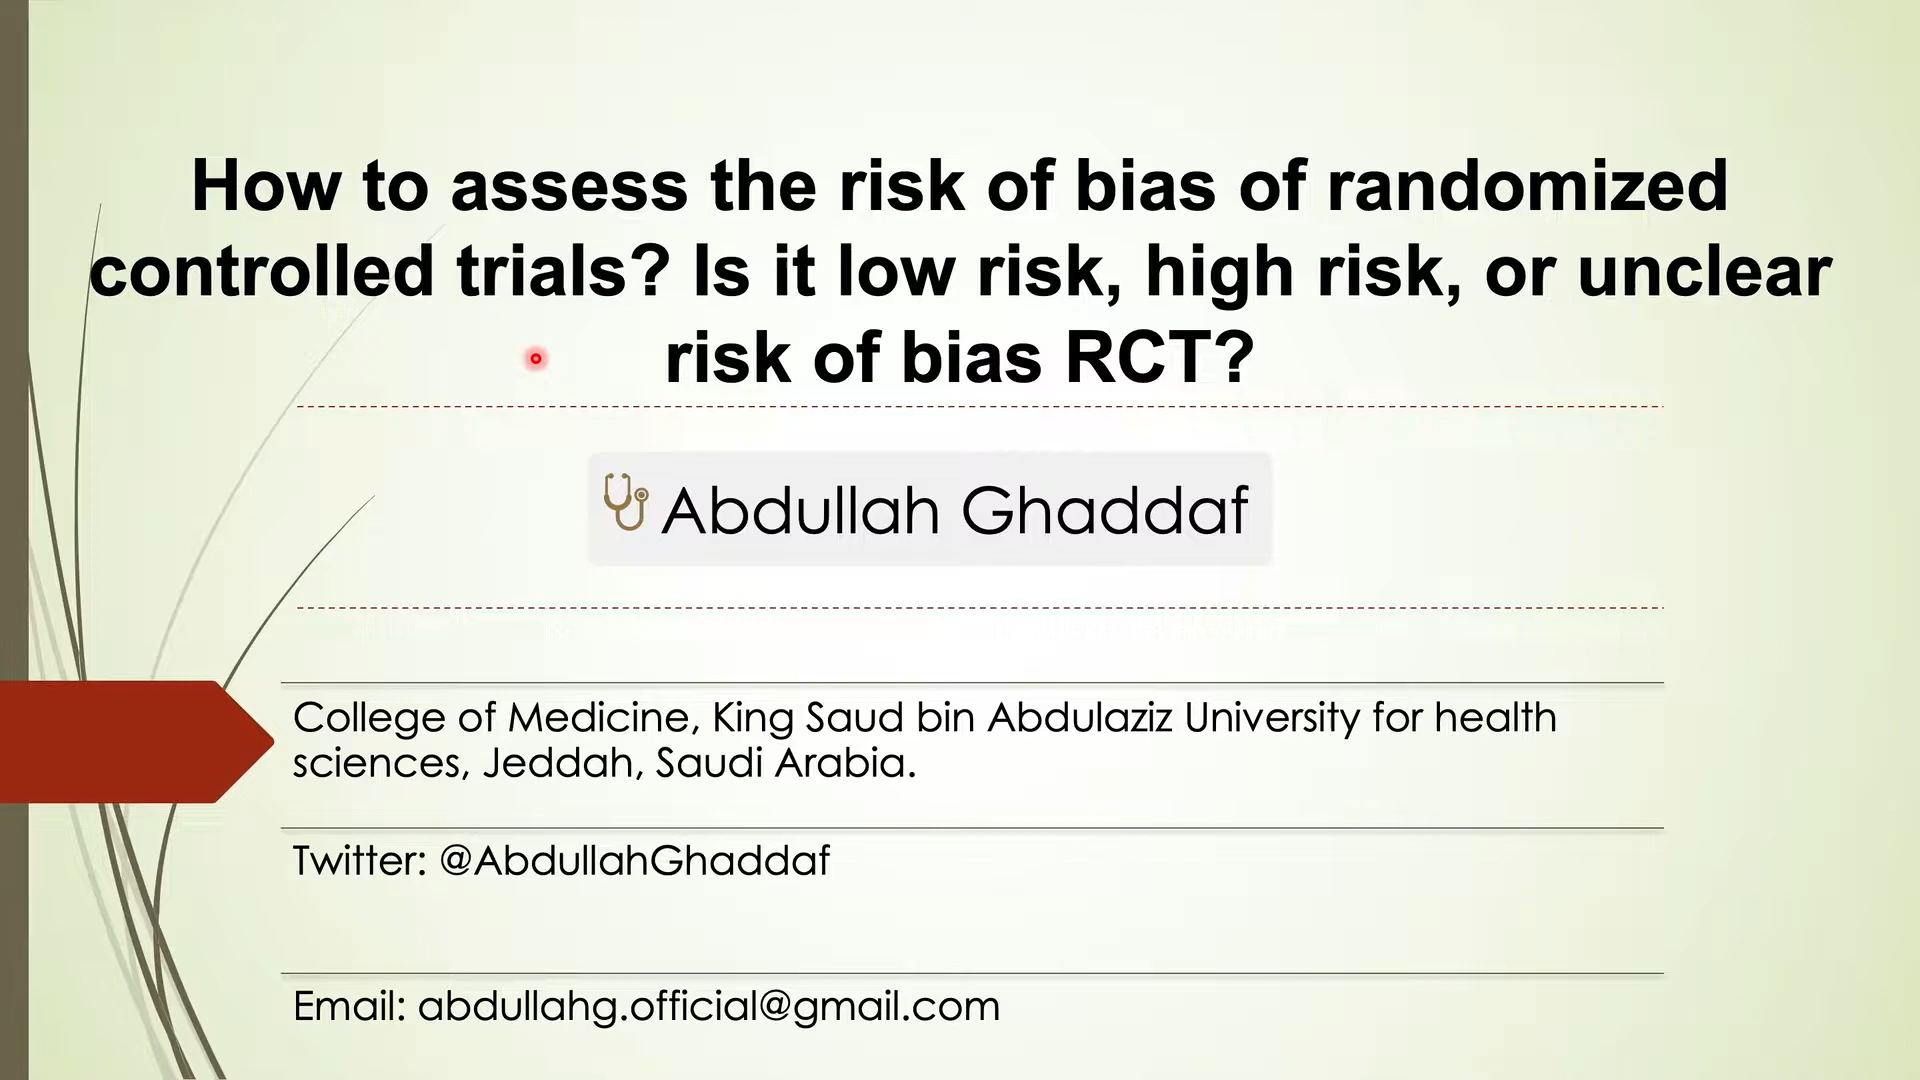 How to assess the risk of bias of randomized
controlled trials? Is it low risk, high risk, or unclear
risk of bias RCT?
Abdullah Ghaddaf
College of Medicine, King Saud bin Abdulaziz University for health
sciences, Jeddah, Saudi Arabia.
Twitter: @AbdullahGhaddaf
Email: abdullahg.official@gmail.com